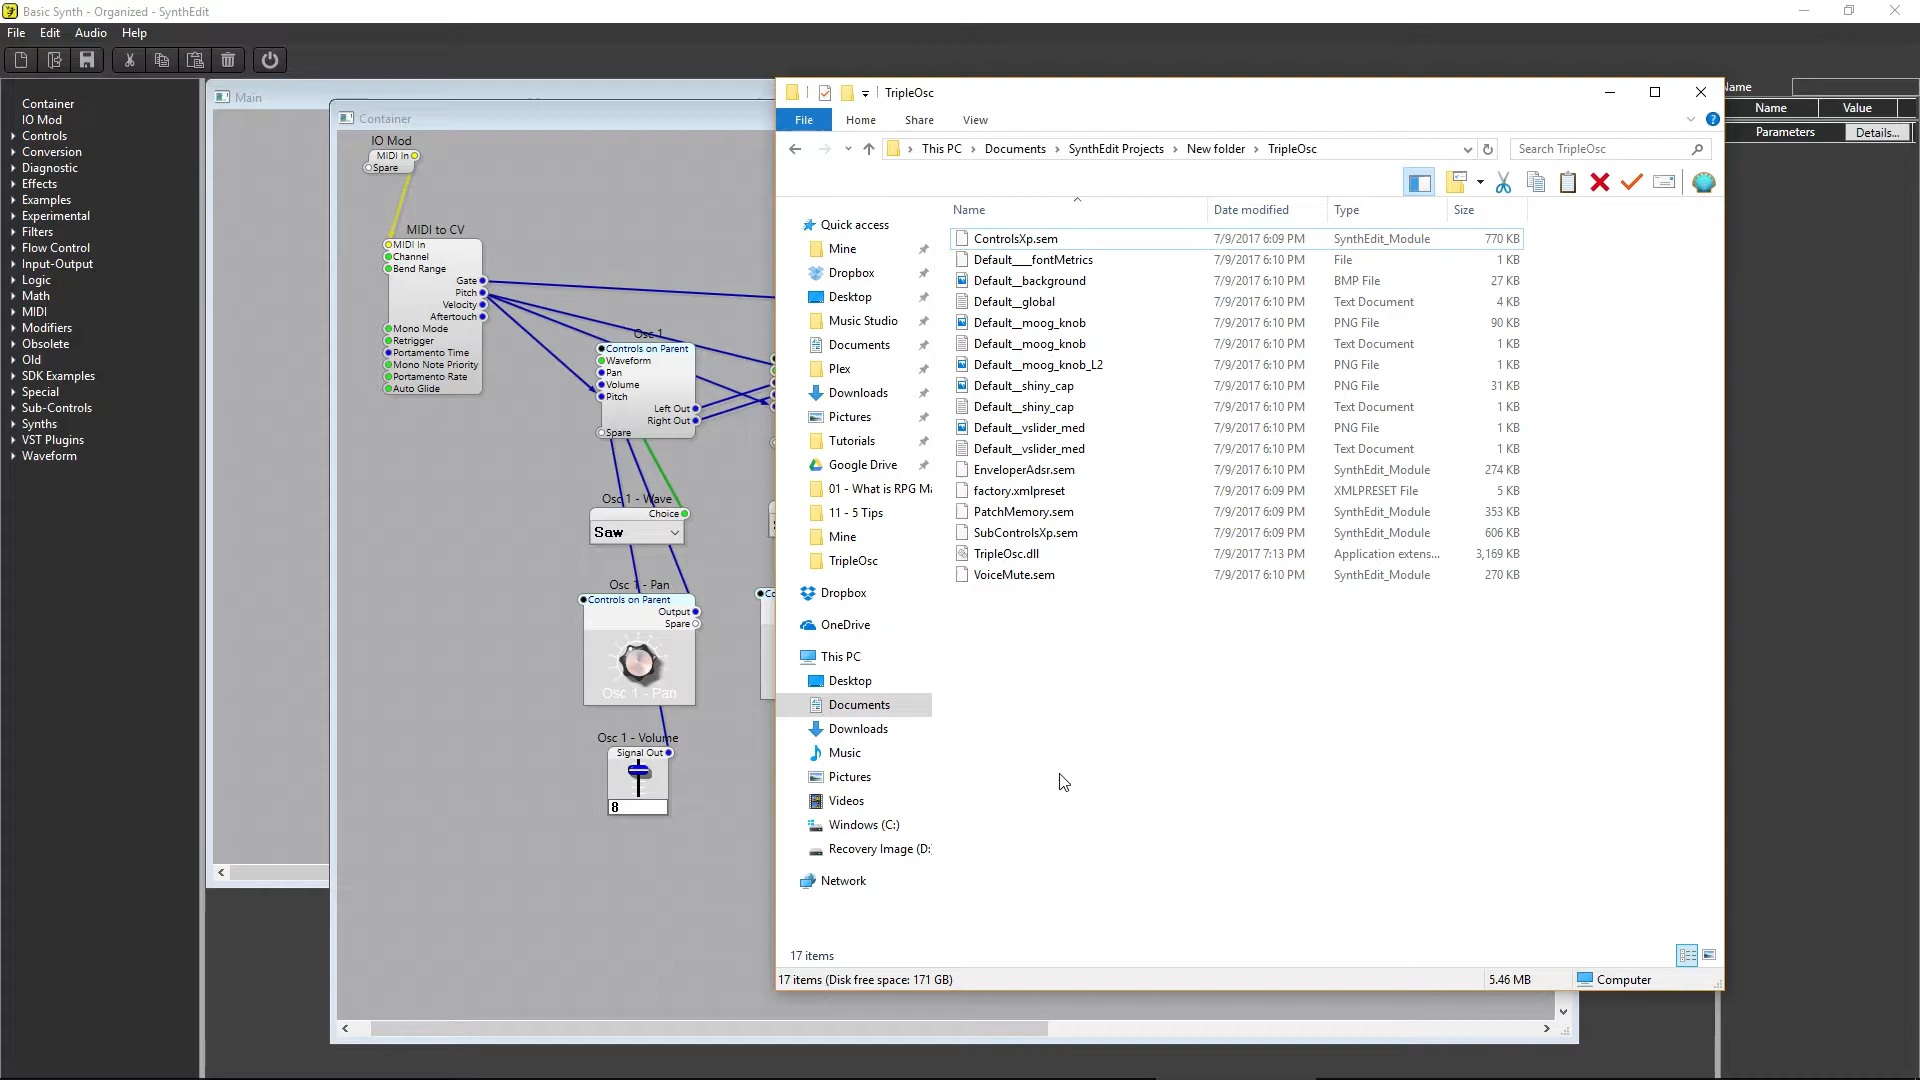 Basic Synth - Organized - SynthEdit
File Edit Audio Help
Container
IO Mod
Controls
Conversion
Diagnostic
Effects
Examples
Experimental
Filters
Flow Control
Input-Output
Logic
Math
MIDI
Modifiers
Obsolete
Old
SDK Examples
Special
Sub-Controls
Synths
VST Plugins
Waveform
Main
Container
IO Mod
MIDI In
Spare
MIDI to CV
MIDI In
Channel
Bend Range
Gate
Pitch
Velocity
Aftertouch
Mono Mode
Retrigger
Portamento Time
Mono Note Priority
Portamento Rate
Auto Glide
Osc 1
Controls on Parent
Waveform
Pan
Volume
Pitch
Left Out
Right Out
Spare
Osc 1 - Wave
Choice
Saw
Osc 1 - Pan
Controls on Parent
Output
Spare
Osc 1 - Pan
Osc 1 - Volume
Signal Out
8
TripleOsc
File Home Share View
This PC > Documents > SynthEdit Projects > New folder > TripleOsc
Search TripleOsc
Quick access
Mine
Dropbox
Desktop
Music Studio
Documents
Plex
Downloads
Pictures
Tutorials
Google Drive
01 - What is RPG M
11 - 5 Tips
Mine
TripleOsc
Dropbox
OneDrive
This PC
Desktop
Documents
Downloads
Music
Pictures
Videos
Windows (C:)
Recovery Image (D:
Network
Name Date modified Type Size
ControlsXp.sem 7/9/2017 6:09 PM SynthEdit_Module 770 KB
Default___fontMetrics 7/9/2017 6:10 PM File 1 KB
Default__background 7/9/2017 6:10 PM BMP File 27 KB
Default__global 7/9/2017 6:10 PM Text Document 4 KB
Default__moog_knob 7/9/2017 6:10 PM PNG File 90 KB
Default__moog_knob 7/9/2017 6:10 PM Text Document 1 KB
Default__moog_knob_L2 7/9/2017 6:10 PM PNG File 1 KB
Default__shiny_cap 7/9/2017 6:10 PM PNG File 31 KB
Default__shiny_cap 7/9/2017 6:10 PM Text Document 1 KB
Default__vslider_med 7/9/2017 6:10 PM PNG File 1 KB
Default__vslider_med 7/9/2017 6:10 PM Text Document 1 KB
EnveloperAdsr.sem 7/9/2017 6:10 PM SynthEdit_Module 274 KB
factory.xmlpreset 7/9/2017 6:09 PM XMLPRESET File 5 KB
PatchMemory.sem 7/9/2017 6:09 PM SynthEdit_Module 353 KB
SubControlsXp.sem 7/9/2017 6:09 PM SynthEdit_Module 606 KB
TripleOsc.dll 7/9/2017 7:13 PM Application extens... 3,169 KB
VoiceMute.sem 7/9/2017 6:10 PM SynthEdit_Module 270 KB
17 items
17 items (Disk free space: 171 GB) 5.46 MB Computer
Name
Name Value
Parameters Details...